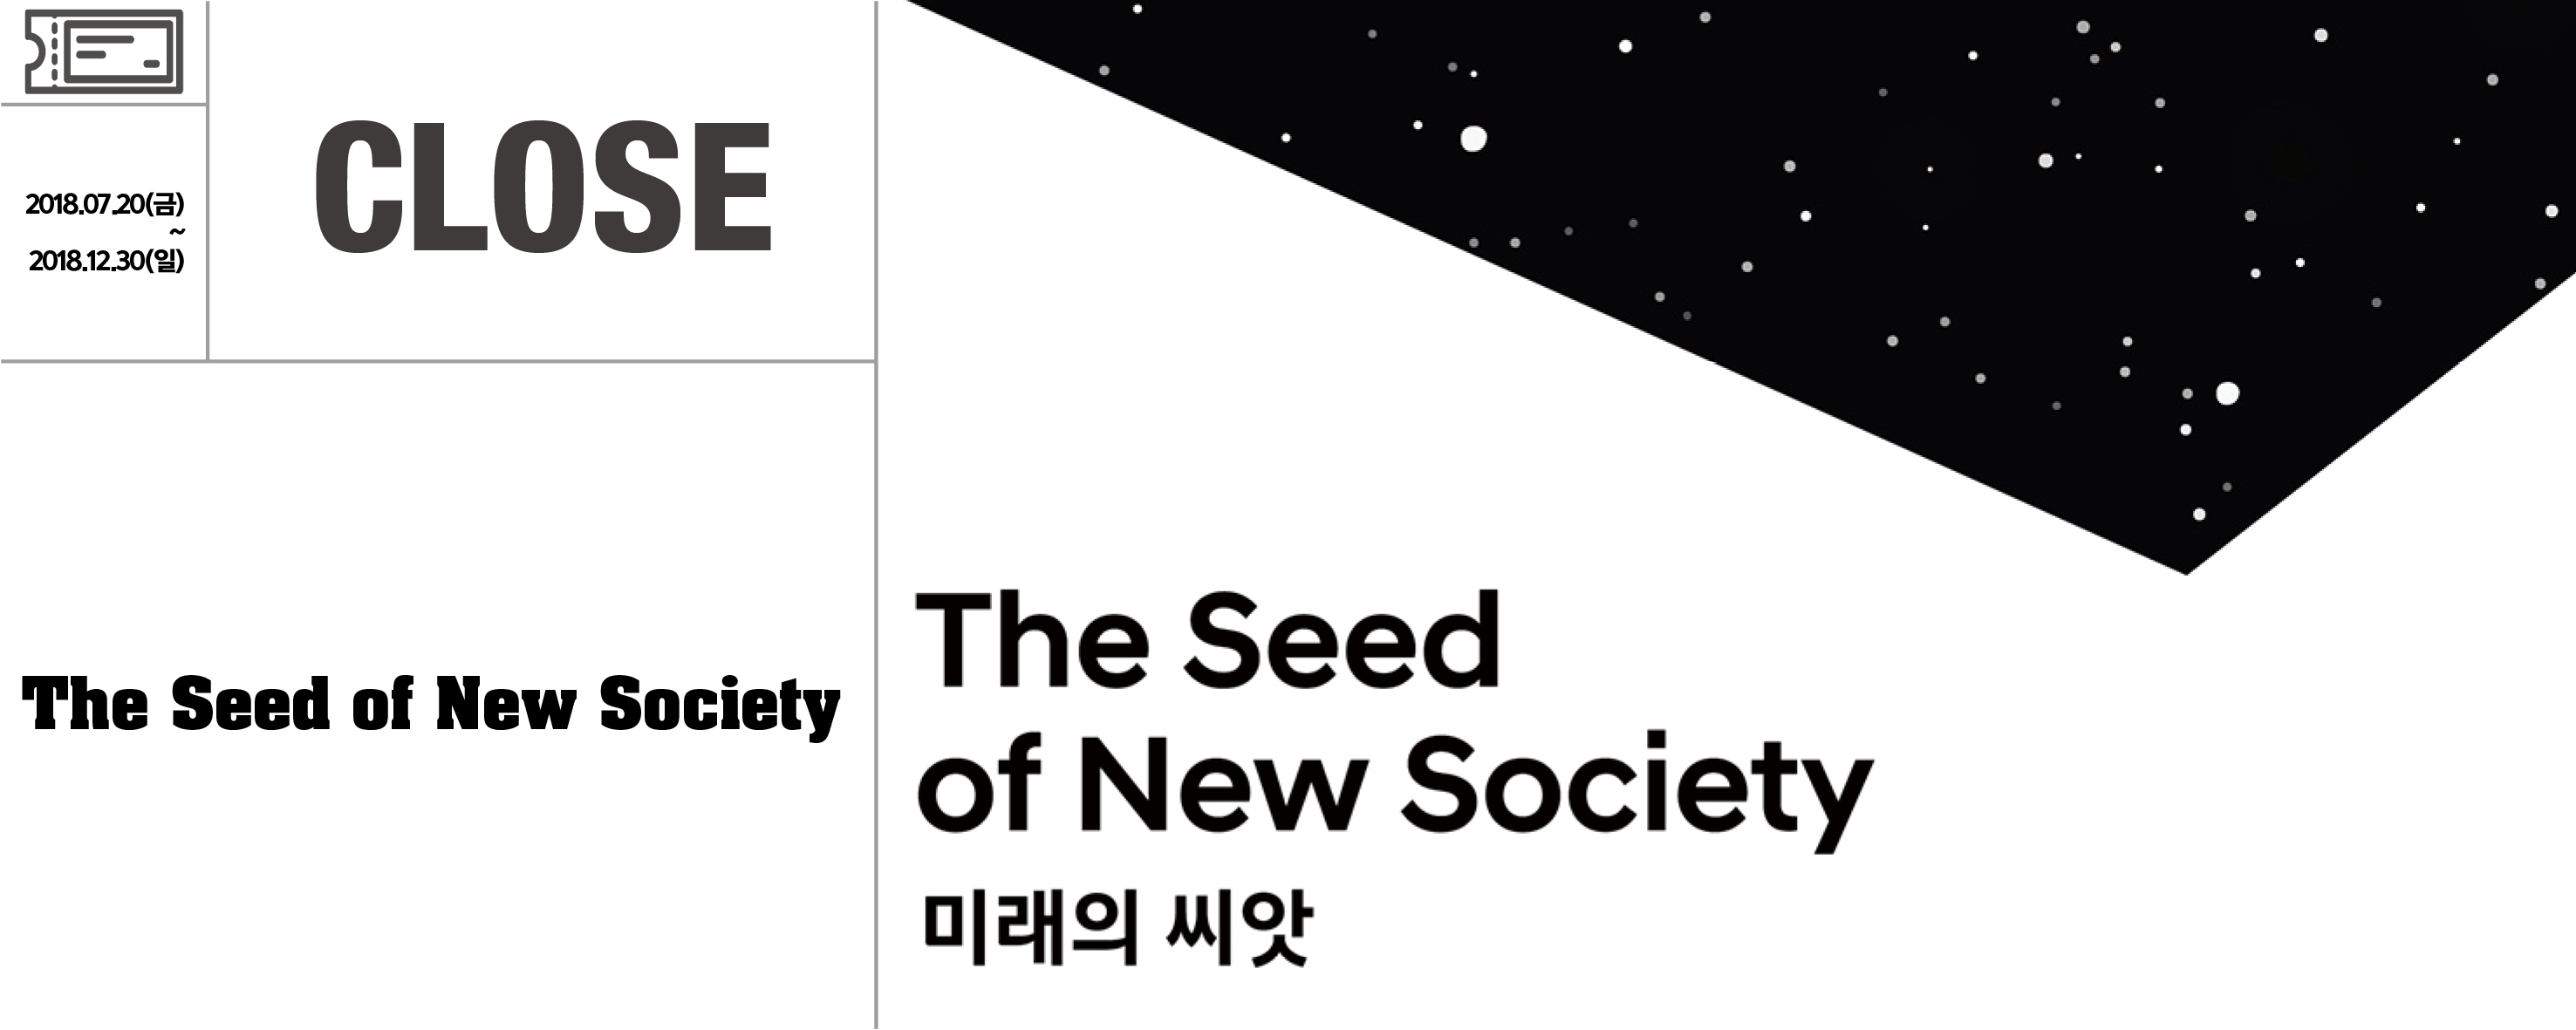 2018.07.20(금)
~
2018.12.30(일)
CLOSE
The Seed of New Society
The Seed
of New Society
미래의 씨앗